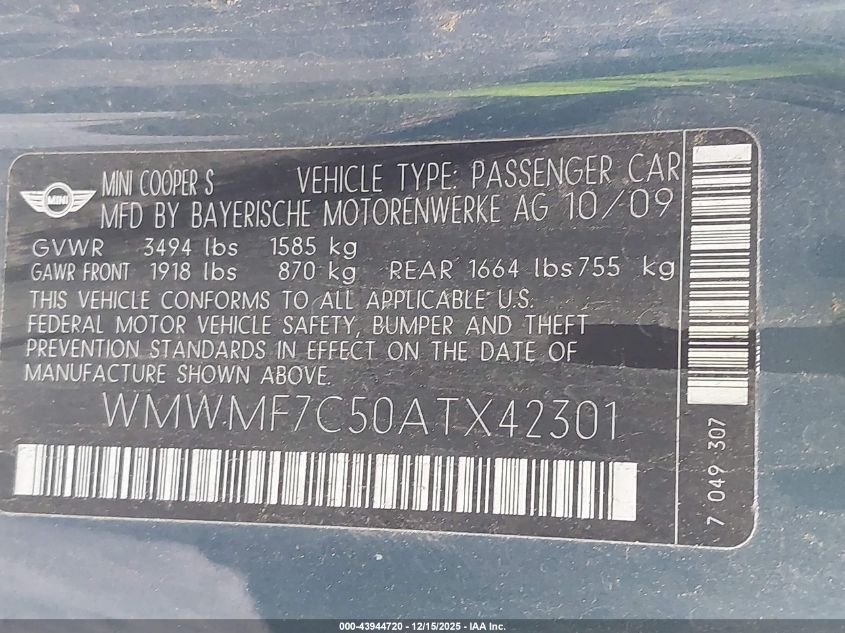 MINI
MINI COOPER S VEHICLE TYPE: PASSENGER CAR
MFD BY BAYERISCHE MOTORENWERKE AG 10/09
GVWR 3494 lbs 1585 kg
GAWR FRONT 1918 lbs 870 kg REAR 1664 lbs 755 kg
THIS VEHICLE CONFORMS TO ALL APPLICABLE U.S.
FEDERAL MOTOR VEHICLE SAFETY, BUMPER AND THEFT
PREVENTION STANDARDS IN EFFECT ON THE DATE OF
MANUFACTURE SHOWN ABOVE.
WMWMF7C50ATX42301
7 049 307
000-43944720 - 12/15/2025 - IAA Inc.